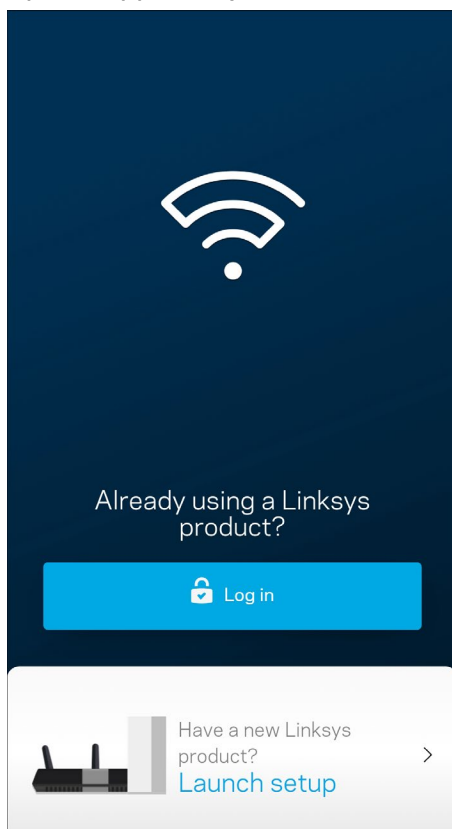 Already using a Linksys
product?
Log in
Have a new Linksys
product?
Launch setup